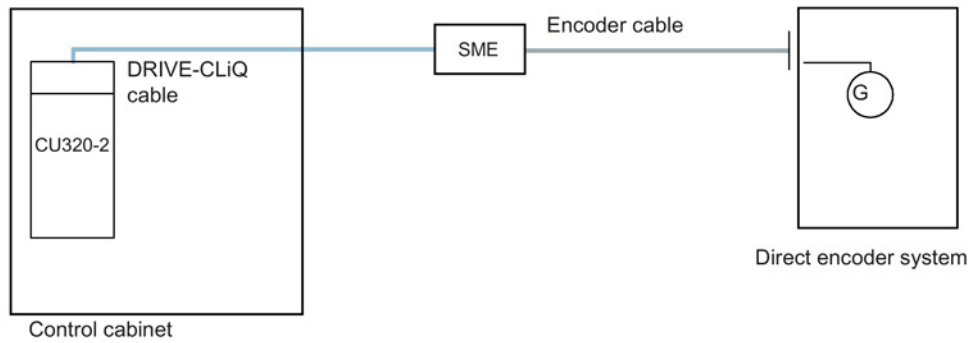 SME
Encoder cable
DRIVE-CLiQ
cable
CU320-2
G
Direct encoder system
Control cabinet